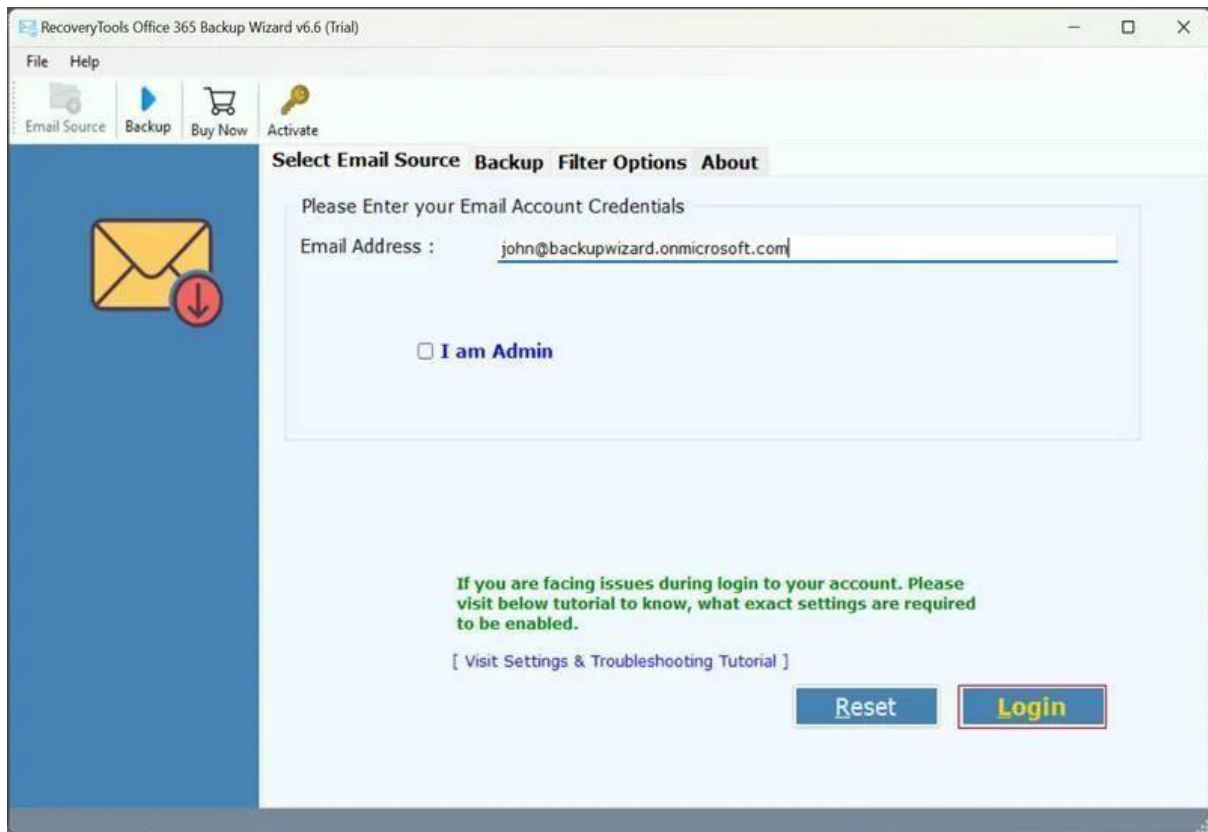 RecoveryTools Office 365 Backup Wizard v6.6 (Trial)
File Help
Email Source Backup Buy Now Activate
Select Email Source Backup Filter Options About
Please Enter your Email Account Credentials
Email Address : john@backupwizard.onmicrosoft.com
I am Admin
If you are facing issues during login to your account. Please
visit below tutorial to know, what exact settings are required
to be enabled.
[ Visit Settings & Troubleshooting Tutorial ]
Reset Login